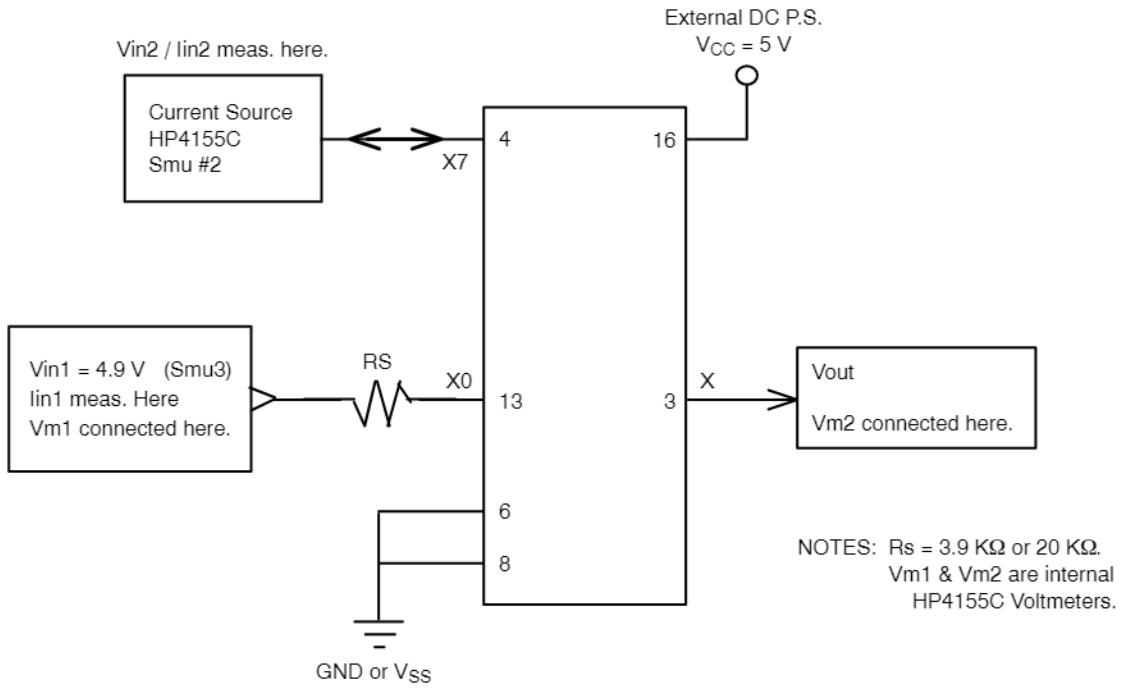 External DC P.S.
VCC = 5 V
Vin2 / Iin2 meas. here.
Current Source
HP4155C
Smu #2
X7
4
16
Vin1 = 4.9 V (Smu3)
Iin1 meas. Here
Vm1 connected here.
RS
X0
13
3
X
Vout
Vm2 connected here.
6
8
GND or VSS
NOTES: Rs = 3.9 KΩ or 20 KΩ.
Vm1 & Vm2 are internal
HP4155C Voltmeters.